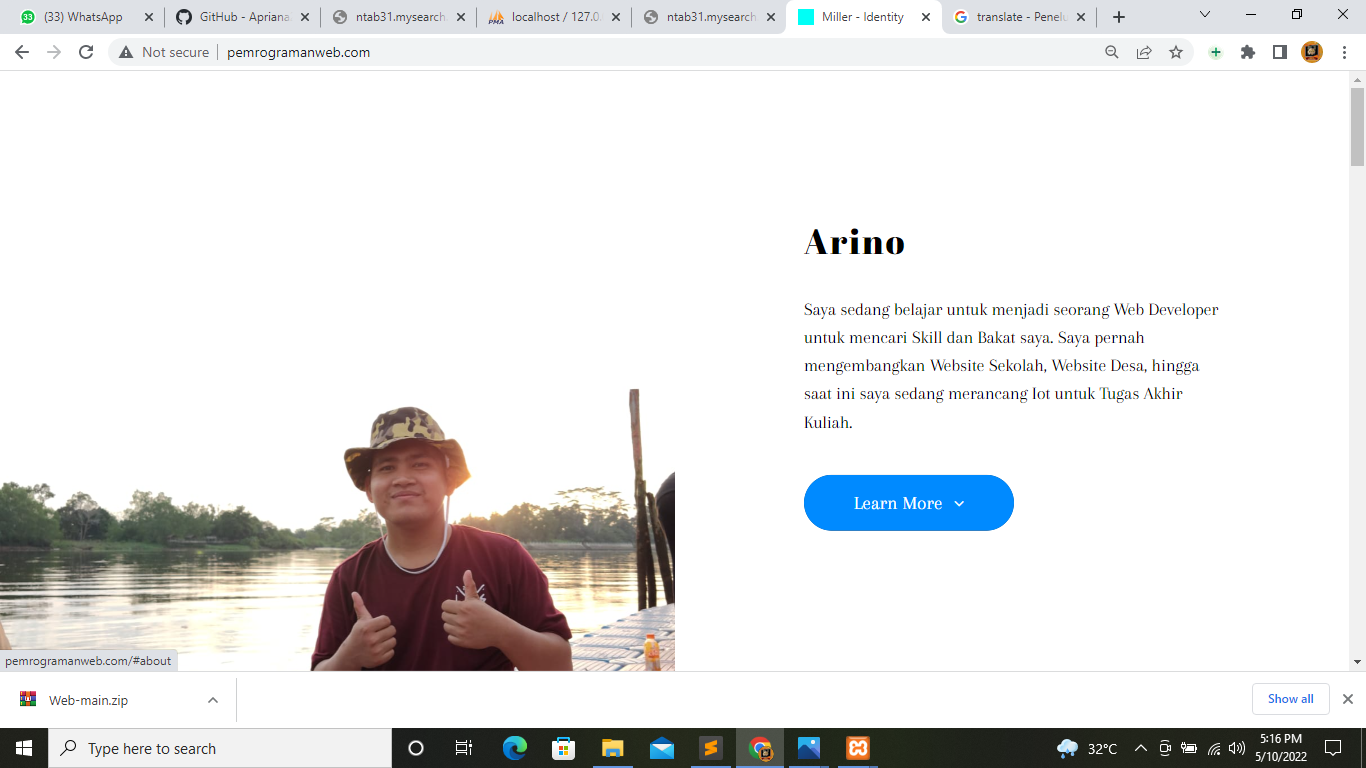 (33) WhatsApp
GitHub - Apriana
ntab31.mysearch.
localhost / 127.0.
ntab31.mysearch
Miller - Identity
translate - Penelu
Not secure
pemrogramanweb.com
Arino
Saya sedang belajar untuk menjadi seorang Web Developer
untuk mencari Skill dan Bakat saya. Saya pernah
mengembangkan Website Sekolah, Website Desa, hingga
saat ini saya sedang merancang Iot untuk Tugas Akhir
Kuliah.
Learn More
pemrogramanweb.com/#about
Web-main.zip
Show all
Type here to search
32°C
5:16 PM
5/10/2022